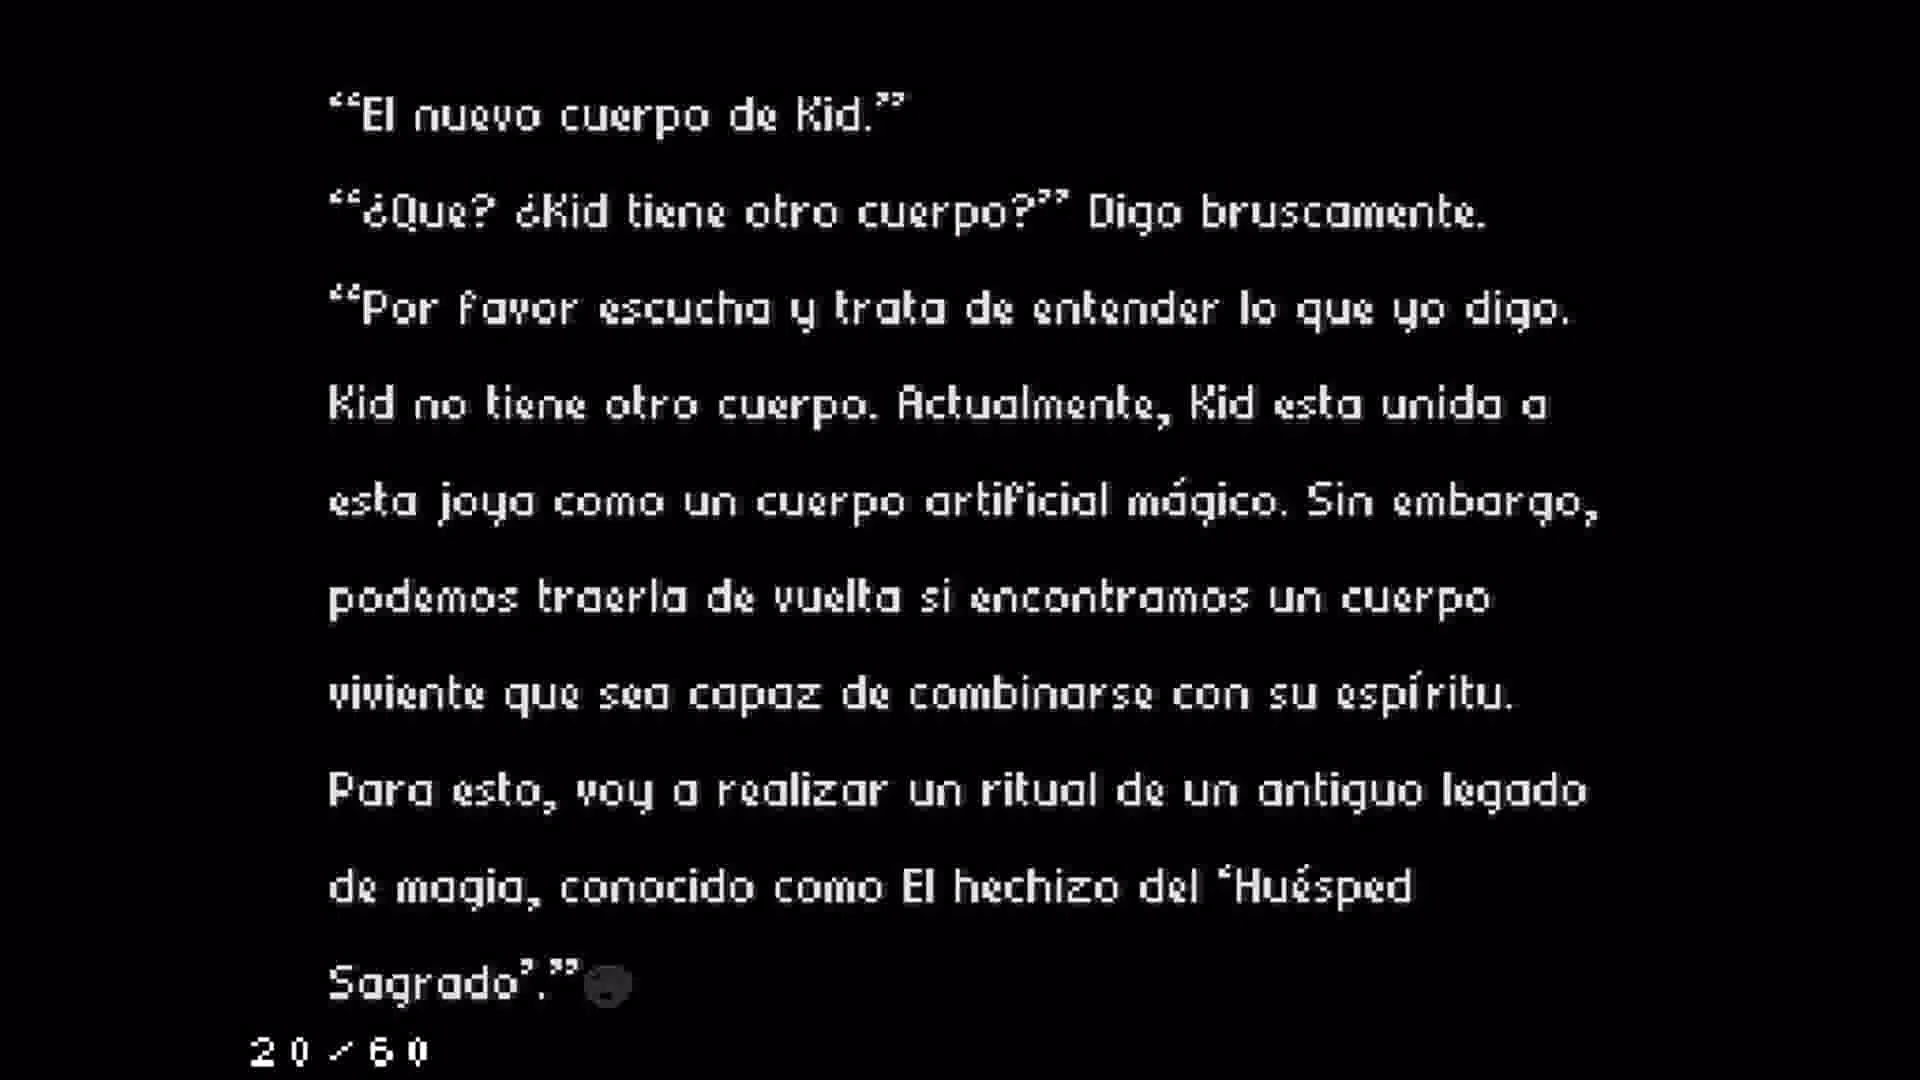 “El nuevo cuerpo de Kid.”
“¿Que? ¿Kid tiene otro cuerpo?” Digo bruscamente.
“Por favor escucha y trata de entender lo que yo digo.
Kid no tiene otro cuerpo. Actualmente, Kid esta unida a
esta joya como un cuerpo artificial mágico. Sin embargo,
podemos traerla de vuelta si encontramos un cuerpo
viviente que sea capaz de combinarse con su espíritu.
Para esto, voy a realizar un ritual de un antiguo legado
de magia, conocido como El hechizo del ‘Huésped
Sagrado’.”
20/60